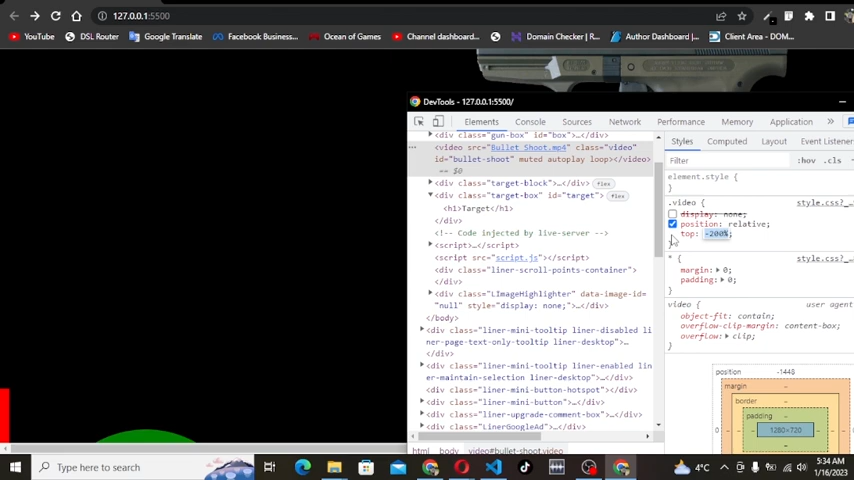 127.0.0.1:5500
YouTube DSL Router Google Translate Facebook Business... Ocean of Games Channel dashboard... Domain Checker | R... Author Dashboard |... Client Area - DOM...
DevTools - 127.0.0.1:5500/
Elements Console Sources Network Performance Memory Application »
<div class="gun-box" id="box">…</div>
<video src="Bullet Shoot.mp4" class="video"
id="bullet-shoot" muted autoplay loop></video>
== $0
<div class="target-block">…</div> flex
<div class="target-box" id="target"> flex
<h1>Target</h1>
</div>
<!-- Code injected by live-server -->
<script>…</script>
<script src="script.js"></script>
<div class="liner-scroll-points-container">
</div>
<div class="LImageHighlighter" data-image-id=
"null" style="display: none;">…</div>
</body>
<div class="liner-mini-tooltip liner-disabled li
ner-page-text-only-tooltip liner-desktop">…
</div>
<div class="liner-mini-tooltip liner-enabled lin
er-maintain-selection liner-desktop">…</div>
<div class="liner-mini-button-hotspot">…</div>
<div class="liner-upgrade-comment-box">…</div>
<div class="LinerGoogleAd">…
html body video#bullet-shoot.video
Styles Computed Layout Event Listener
Filter :hov .cls
element.style {
}
.video { style.css?_...
display: none;
position: relative;
top: -200%;
}
* { style.css?_...
margin: 0;
padding: 0;
}
video { user agent
object-fit: contain;
overflow-clip-margin: content-box;
overflow: clip;
}
position -1448
margin –
border –
padding –
0 – – – 1280×720 – – –
–
Type here to search
4°C
5:34 AM
1/16/2023